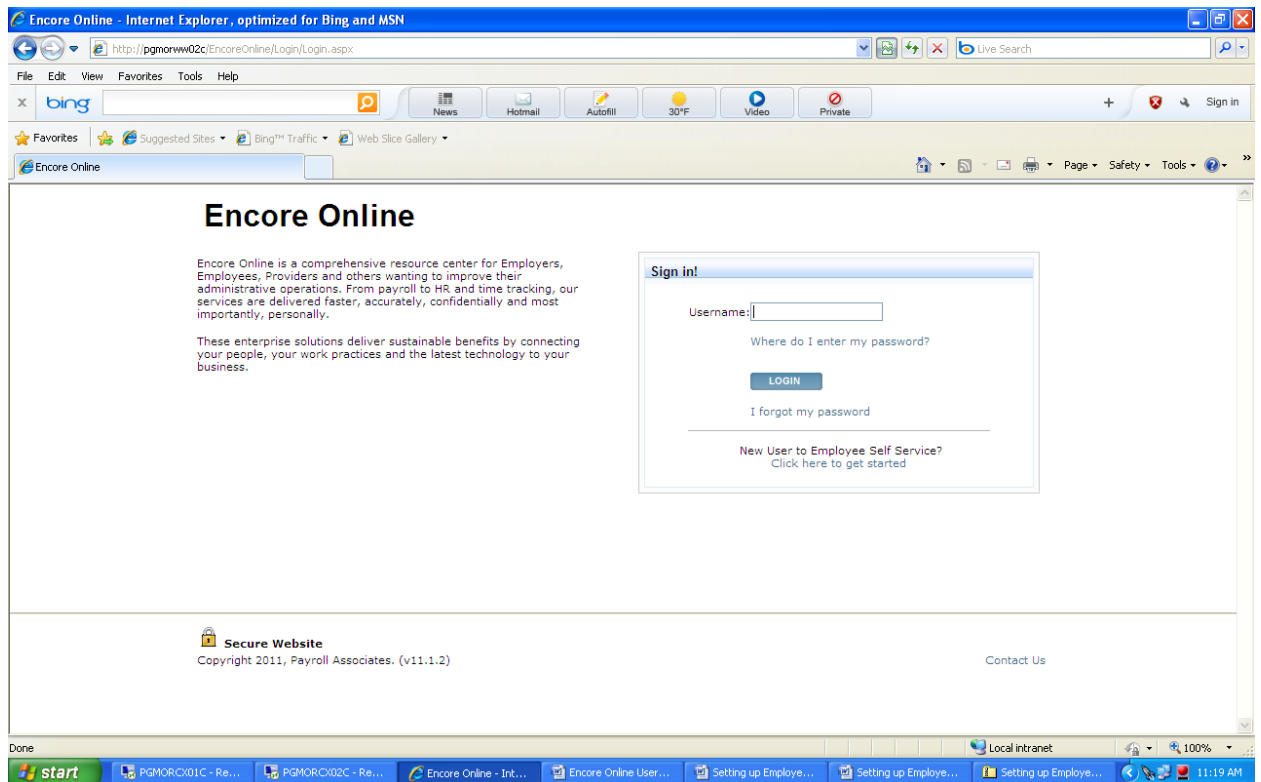 Encore Online - Internet Explorer, optimized for Bing and MSN
http://pgmorww02c/EncoreOnline/Login/Login.aspx
Live Search
File Edit View Favorites Tools Help
x bing News Hotmail Autofill 30°F Video Private + Sign in
Favorites Suggested Sites Bing™ Traffic Web Slice Gallery
Encore Online Page Safety Tools »
Encore Online
Encore Online is a comprehensive resource center for Employers,
Employees, Providers and others wanting to improve their
administrative operations. From payroll to HR and time tracking, our
services are delivered faster, accurately, confidentially and most
importantly, personally.
These enterprise solutions deliver sustainable benefits by connecting
your people, your work practices and the latest technology to your
business.
Sign in!
Username:
Where do I enter my password?
LOGIN
I forgot my password
New User to Employee Self Service?
Click here to get started
Secure Website
Copyright 2011, Payroll Associates. (v11.1.2)
Contact Us
Done Local intranet 100%
start PGMORCX01C - Re... PGMORCX02C - Re... Encore Online - Int... Encore Online User... Setting up Employe... Setting up Employe... Setting up Employe... 11:19 AM